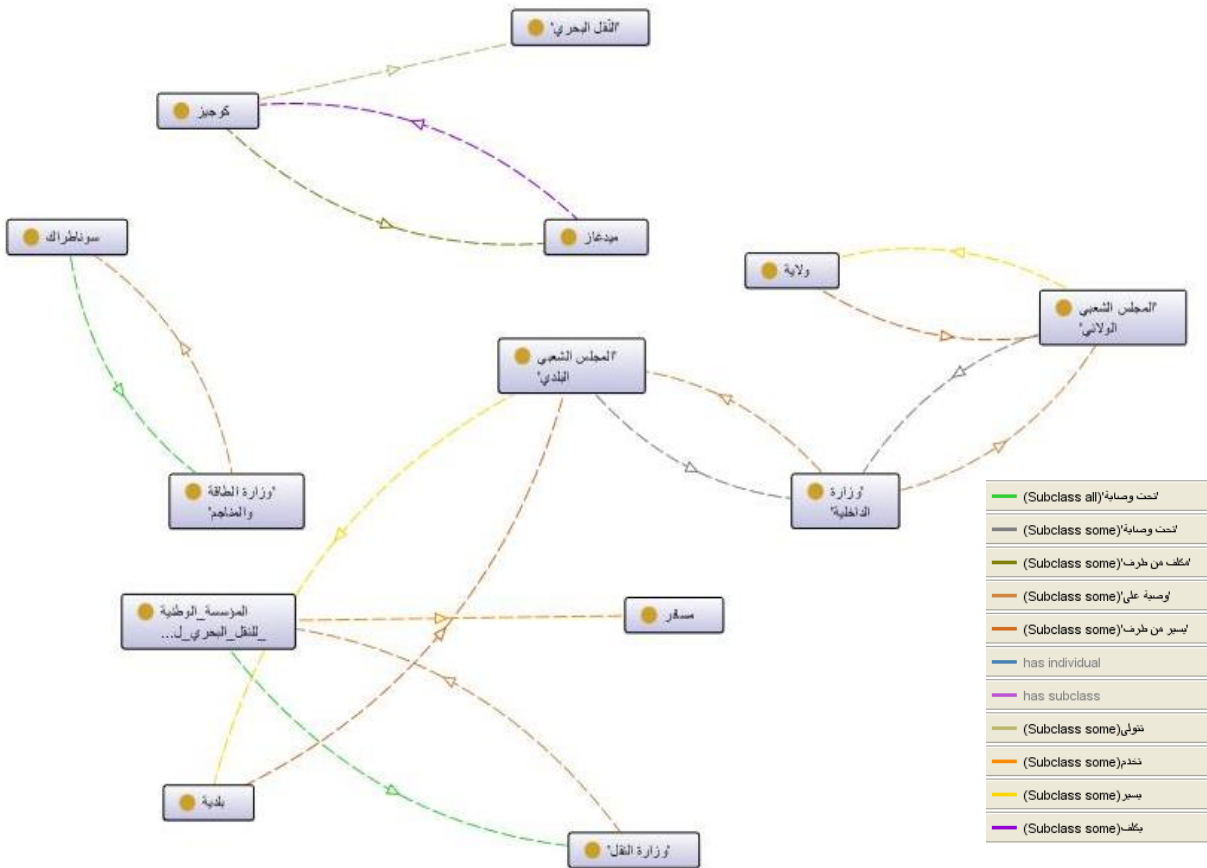 'النقل البحري'
كوجيز
ميدغاز
سوناطراك
ولاية
'المجلس الشعبي
الولائي'
'المجلس الشعبي
البلدي'
'وزارة الطاقة
والمناجم'
'وزارة
الداخلية'
المؤسسة_الوطنية
_للنقل_البحري_ل...
مسافر
بلدية
'وزارة النقل'
'تحت وصاية'(Subclass all)
'تحت وصاية'(Subclass some)
'مكلف من طرف'(Subclass some)
'وصية على'(Subclass some)
'يسير من طرف'(Subclass some)
has individual
has subclass
تتولى(Subclass some)
تخدم(Subclass some)
يسير(Subclass some)
يكلف(Subclass some)